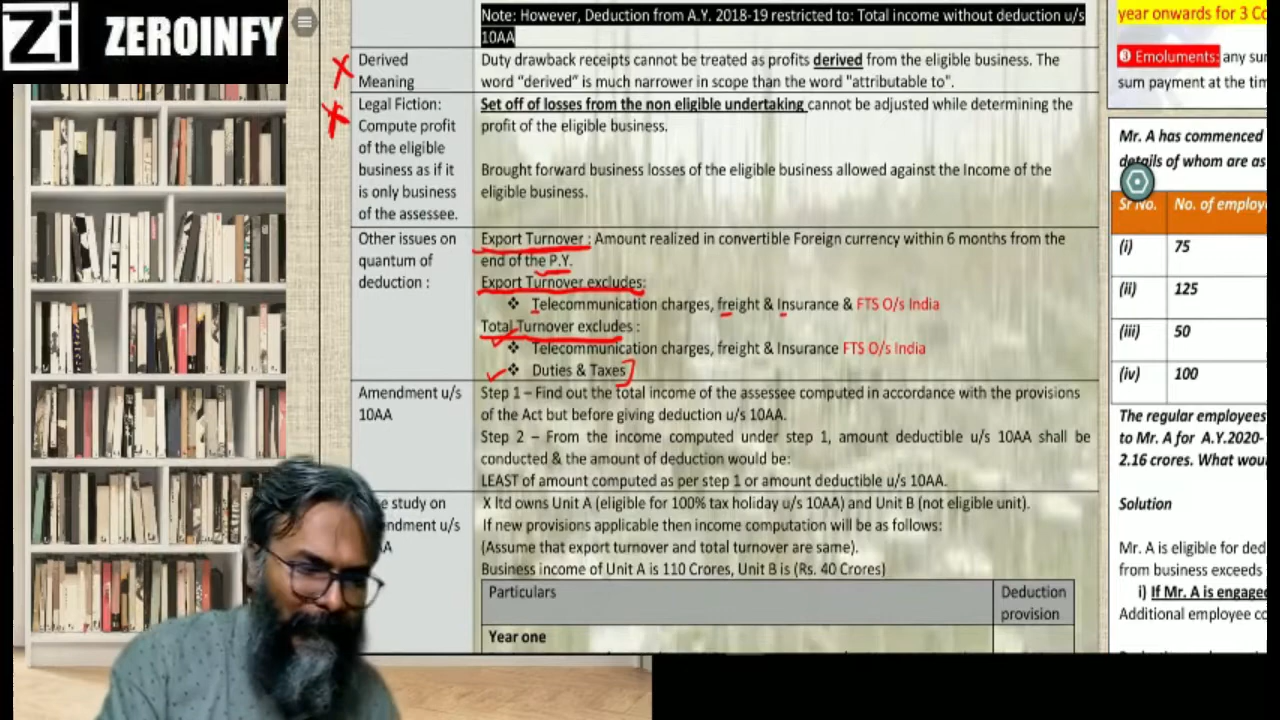 ZEROINFY
Note: However, Deduction from A.Y. 2018-19 restricted to: Total income without deduction u/s
10AA
Derived
Meaning
Duty drawback receipts cannot be treated as profits derived from the eligible business. The
word "derived" is much narrower in scope than the word "attributable to".
Legal Fiction:
Compute profit
of the eligible
business as if it
is only business
of the assessee.
Set off of losses from the non eligible undertaking cannot be adjusted while determining the
profit of the eligible business.
Brought forward business losses of the eligible business allowed against the Income of the
eligible business.
Other issues on
quantum of
deduction :
Export Turnover : Amount realized in convertible Foreign currency within 6 months from the
end of the P.Y.
Export Turnover excludes:
❖ Telecommunication charges, freight & Insurance & FTS O/s India
Total Turnover excludes :
❖ Telecommunication charges, freight & Insurance FTS O/s India
❖ Duties & Taxes
Amendment u/s
10AA
Step 1 – Find out the total income of the assessee computed in accordance with the provisions
of the Act but before giving deduction u/s 10AA.
Step 2 – From the income computed under step 1, amount deductible u/s 10AA shall be
conducted & the amount of deduction would be:
LEAST of amount computed as per step 1 or amount deductible u/s 10AA.
study on
u/s
X ltd owns Unit A (eligible for 100% tax holiday u/s 10AA) and Unit B (not eligible unit).
If new provisions applicable then income computation will be as follows:
(Assume that export turnover and total turnover are same).
Business income of Unit A is 110 Crores, Unit B is (Rs. 40 Crores)
Particulars
Deduction
provision
Year one
year onwards for 3 Co
❸ Emoluments: any su
sum payment at the tim
Mr. A has commenced
details of whom are as
Sr No.
No. of employ
(i) 75
(ii) 125
(iii) 50
(iv) 100
The regular employees
to Mr. A for A.Y.2020-
2.16 crores. What wou
Solution
Mr. A is eligible for ded
from business exceeds
i) If Mr. A is engage
Additional employee co